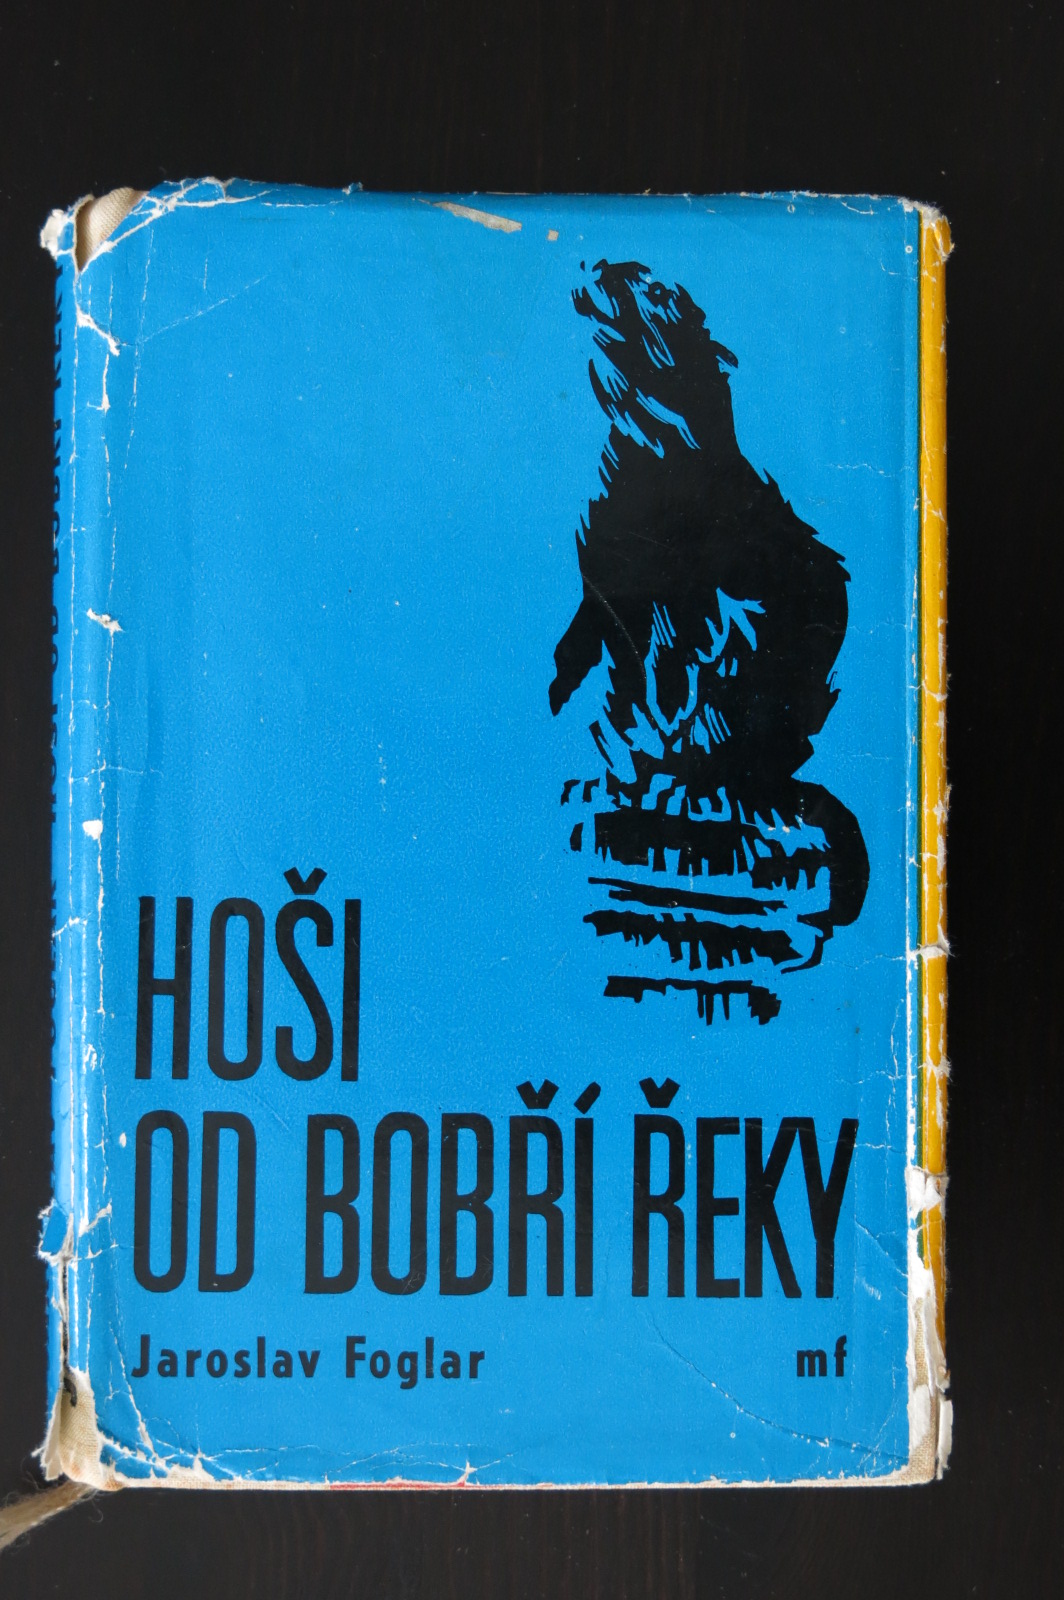 HOŠI
OD BOBŘÍ ŘEKY
Jaroslav Foglar
mf